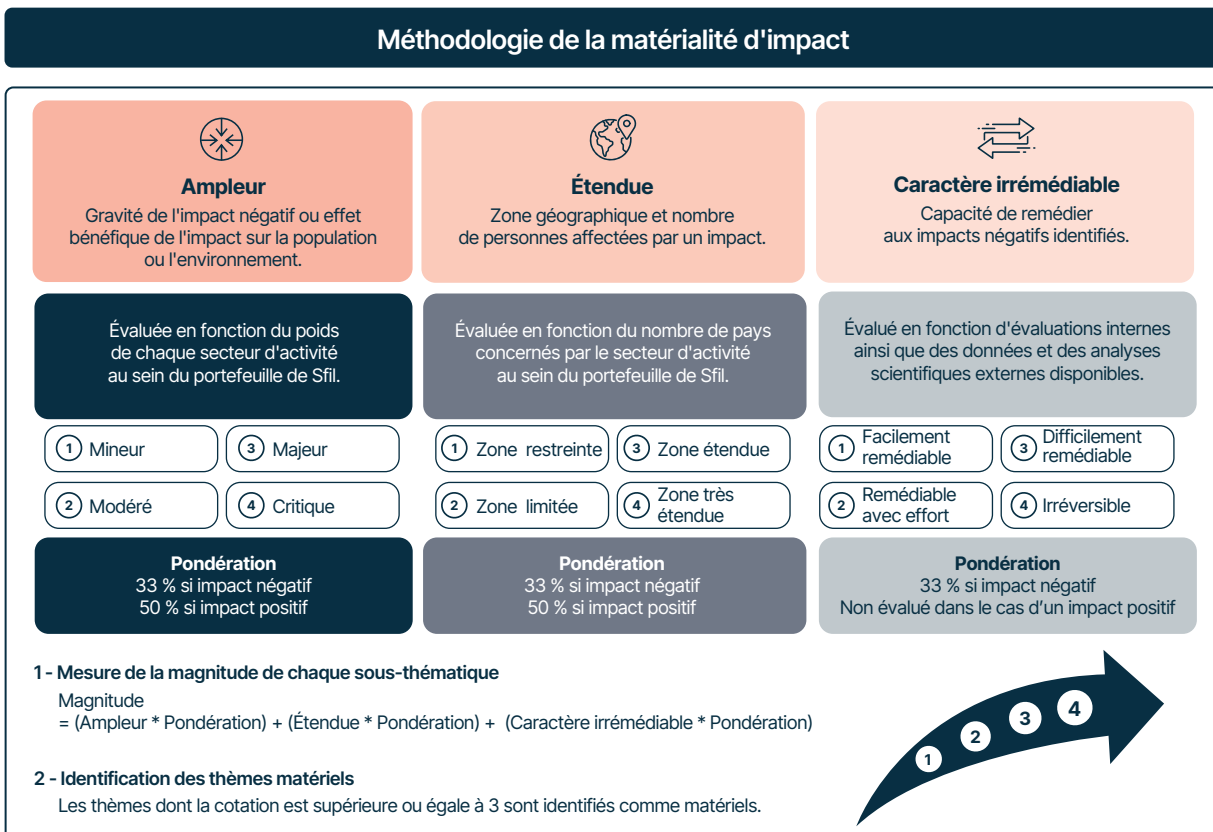 Méthodologie de la matérialité d'impact
Ampleur
Gravité de l'impact négatif ou effet
bénéfique de l'impact sur la population
ou l'environnement.
Étendue
Zone géographique et nombre
de personnes affectées par un impact.
Caractère irrémédiable
Capacité de remédier
aux impacts négatifs identifiés.
Évaluée en fonction du poids
de chaque secteur d'activité
au sein du portefeuille de Sfil.
Évaluée en fonction du nombre de pays
concernés par le secteur d'activité
au sein du portefeuille de Sfil.
Évalué en fonction d'évaluations internes
ainsi que des données et des analyses
scientifiques externes disponibles.
1 Mineur
3 Majeur
2 Modéré
4 Critique
1 Zone restreinte
3 Zone étendue
2 Zone limitée
4 Zone très
étendue
1 Facilement
remédiable
3 Difficilement
remédiable
2 Remédiable
avec effort
4 Irréversible
Pondération
33 % si impact négatif
50 % si impact positif
Pondération
33 % si impact négatif
50 % si impact positif
Pondération
33 % si impact négatif
Non évalué dans le cas d'un impact positif
1 - Mesure de la magnitude de chaque sous-thématique
Magnitude
= (Ampleur * Pondération) + (Étendue * Pondération) + (Caractère irrémédiable * Pondération)
2 - Identification des thèmes matériels
Les thèmes dont la cotation est supérieure ou égale à 3 sont identifiés comme matériels.
1
2
3
4